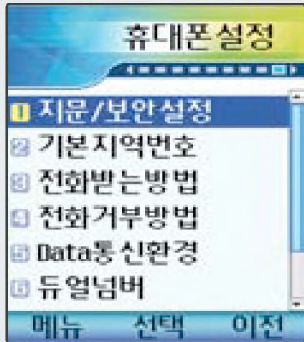 휴대폰설정
1 지문/보안설정
2 기본지역번호
3 전화받는방법
4 전화거부방법
5 Data통신환경
6 듀얼넘버
메뉴 선택 이전